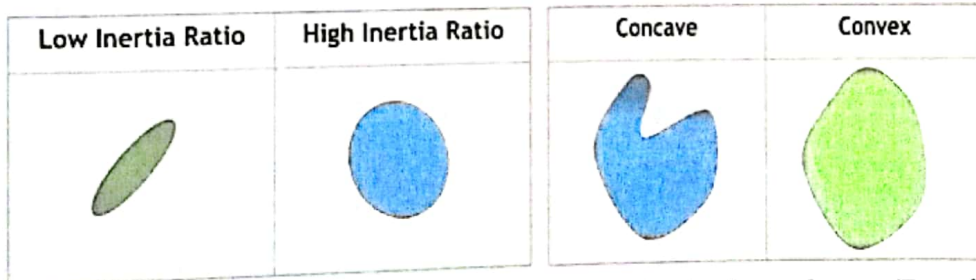 Low Inertia Ratio
High Inertia Ratio
Concave
Convex